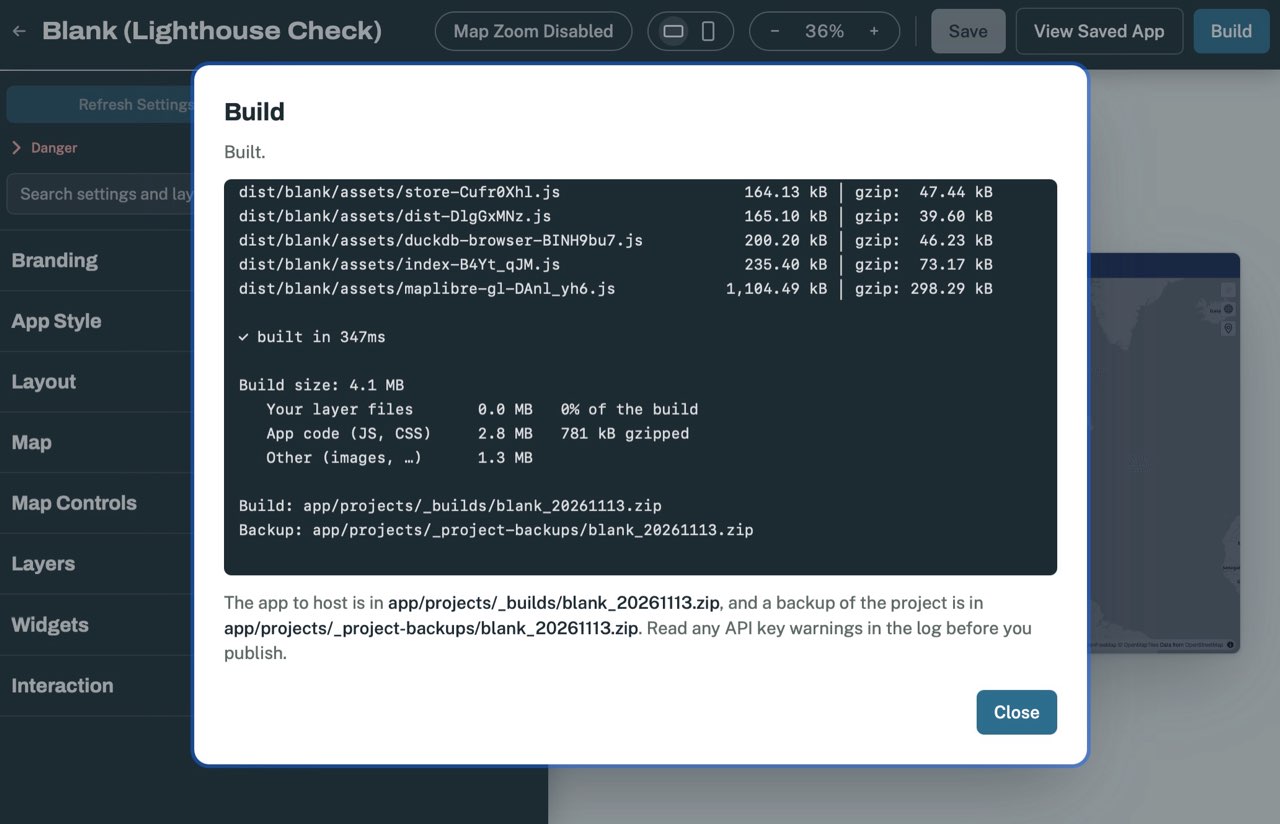 Blank (Lighthouse Check)
Map Zoom Disabled
− 36% +
Save
View Saved App
Build
Refresh Settings
Danger
Search settings and lay
Branding
App Style
Layout
Map
Map Controls
Layers
Widgets
Interaction
Build
Built.
dist/blank/assets/store-Cufr0Xhl.js 164.13 kB │ gzip: 47.44 kB
dist/blank/assets/dist-DlgGxMNz.js 165.10 kB │ gzip: 39.60 kB
dist/blank/assets/duckdb-browser-BINH9bu7.js 200.20 kB │ gzip: 46.23 kB
dist/blank/assets/index-B4Yt_qJM.js 235.40 kB │ gzip: 73.17 kB
dist/blank/assets/maplibre-gl-DAnl_yh6.js 1,104.49 kB │ gzip: 298.29 kB
✓ built in 347ms
Build size: 4.1 MB
Your layer files 0.0 MB 0% of the build
App code (JS, CSS) 2.8 MB 781 kB gzipped
Other (images, …) 1.3 MB
Build: app/projects/_builds/blank_20261113.zip
Backup: app/projects/_project-backups/blank_20261113.zip
The app to host is in app/projects/_builds/blank_20261113.zip, and a backup of the project is in
app/projects/_project-backups/blank_20261113.zip. Read any API key warnings in the log before you
publish.
Close
© OpenMapTiles Data from OpenStreetMap